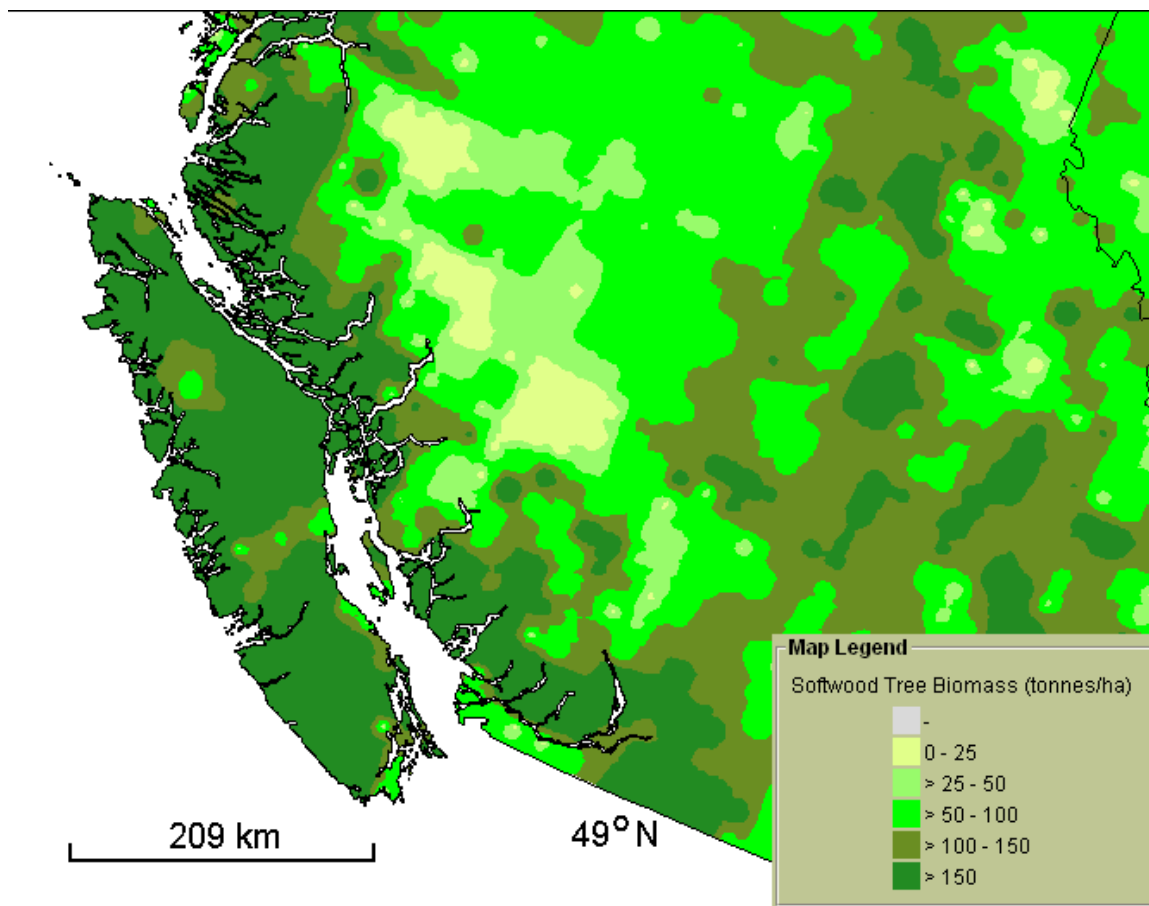 Map Legend
Softwood Tree Biomass (tonnes/ha)
-
0 - 25
> 25 - 50
> 50 - 100
> 100 - 150
> 150
209 km
49° N